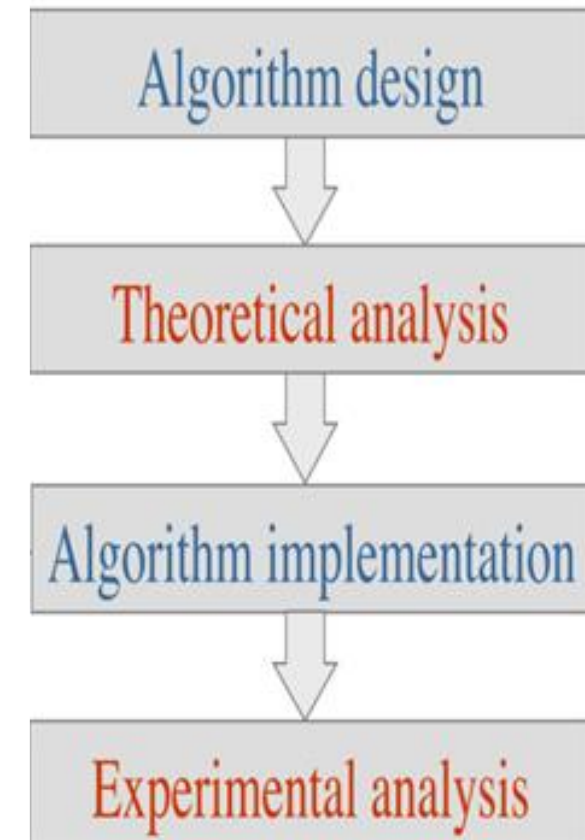 Algorithm design
Theoretical analysis
Algorithm implementation
Experimental analysis